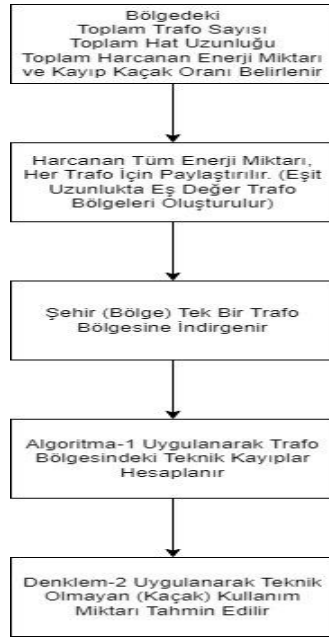 Bölgedeki
Toplam Trafo Sayısı
Toplam Hat Uzunluğu
Toplam Harcanan Enerji Miktarı
ve Kayıp Kaçak Oranı Belirlenir
Harcanan Tüm Enerji Miktarı,
Her Trafo İçin Paylaştırılır. (Eşit
Uzunlukta Eş Değer Trafo
Bölgeleri Oluşturulur)
Şehir (Bölge) Tek Bir Trafo
Bölgesine İndirgenir
Algoritma-1 Uygulanarak Trafo
Bölgesindeki Teknik Kayıplar
Hesaplanır
Denklem-2 Uygulanarak Teknik
Olmayan (Kaçak) Kullanım
Miktarı Tahmin Edilir